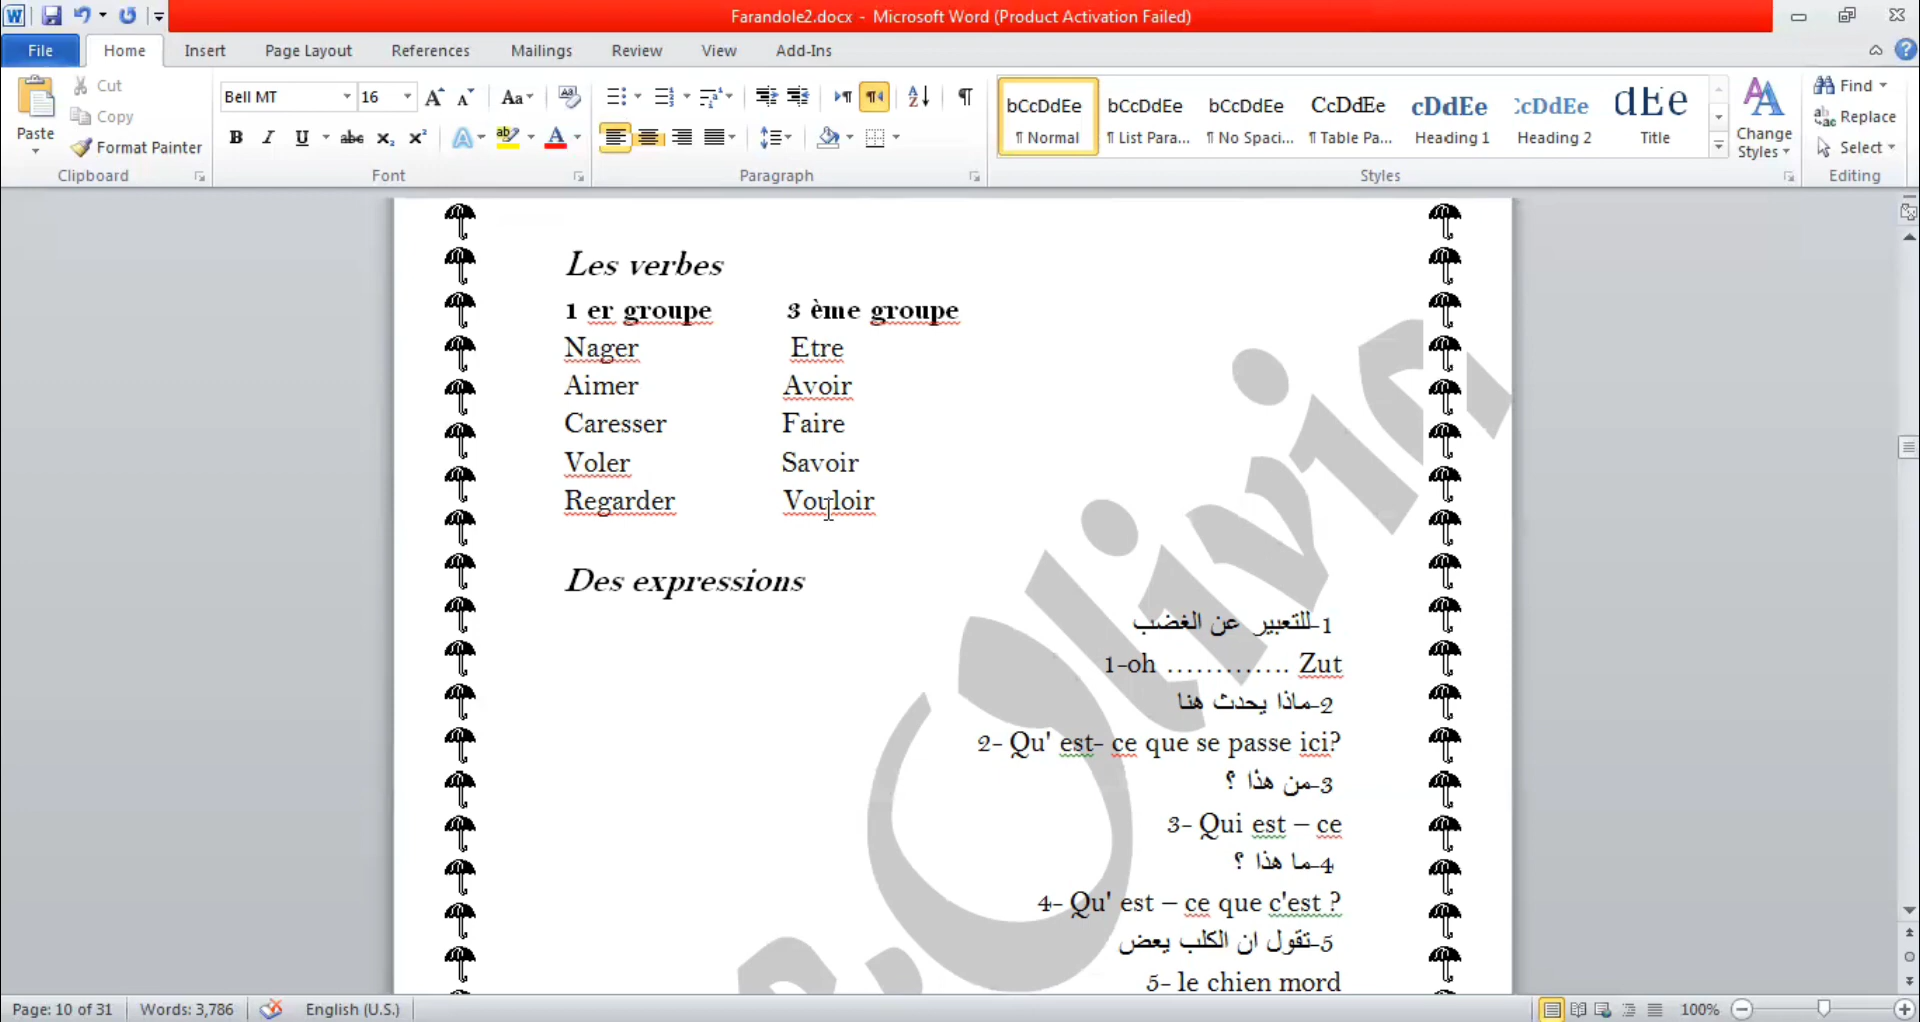 Farandole2.docx - Microsoft Word (Product Activation Failed)
File Home Insert Page Layout References Mailings Review View Add-Ins
Paste
Cut
Copy
Format Painter
Clipboard
Bell MT 16
Font
Paragraph
bCcDdEe bCcDdEe bCcDdEe CcDdEe cDdEe :cDdEe dEe
¶ Normal ¶ List Para... ¶ No Spaci... ¶ Table Pa... Heading 1 Heading 2 Title
Styles
Change Styles
Find
Replace
Select
Editing
Les verbes
1 er groupe 3 ème groupe
Nager Etre
Aimer Avoir
Caresser Faire
Voler Savoir
Regarder Vouloir
Des expressions
1-للتعبير عن الغضب
1-oh ............. Zut
2-ماذا يحدث هنا
2- Qu' est- ce que se passe ici?
3-من هذا ؟
3- Qui est – ce
4-ما هذا ؟
4- Qu' est – ce que c'est ?
5-تقول ان الكلب يعض
5- le chien mord
Page: 10 of 31 Words: 3,786 English (U.S.) 100%